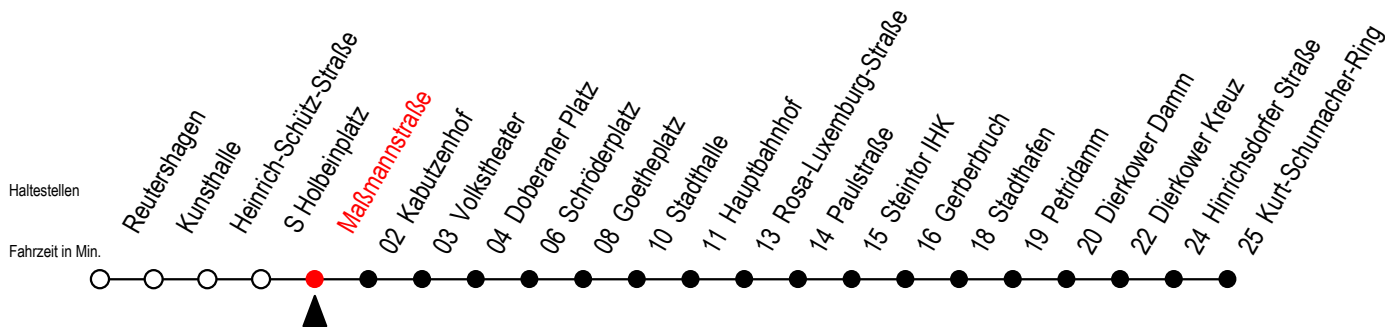 Haltestellen
Fahrzeit in Min.
Reutershagen
Kunsthalle
Heinrich-Schütz-Straße
S Holbeinplatz
Maßmannstraße
02 Kabutzenhof
03 Volkstheater
04 Doberaner Platz
06 Schröderplatz
08 Goetheplatz
10 Stadthalle
11 Hauptbahnhof
13 Rosa-Luxemburg-Straße
14 Paulstraße
15 Steintor IHK
16 Gerberbruch
18 Stadthafen
19 Petridamm
20 Dierkower Damm
22 Dierkower Kreuz
24 Hinrichsdorfer Straße
25 Kurt-Schumacher-Ring